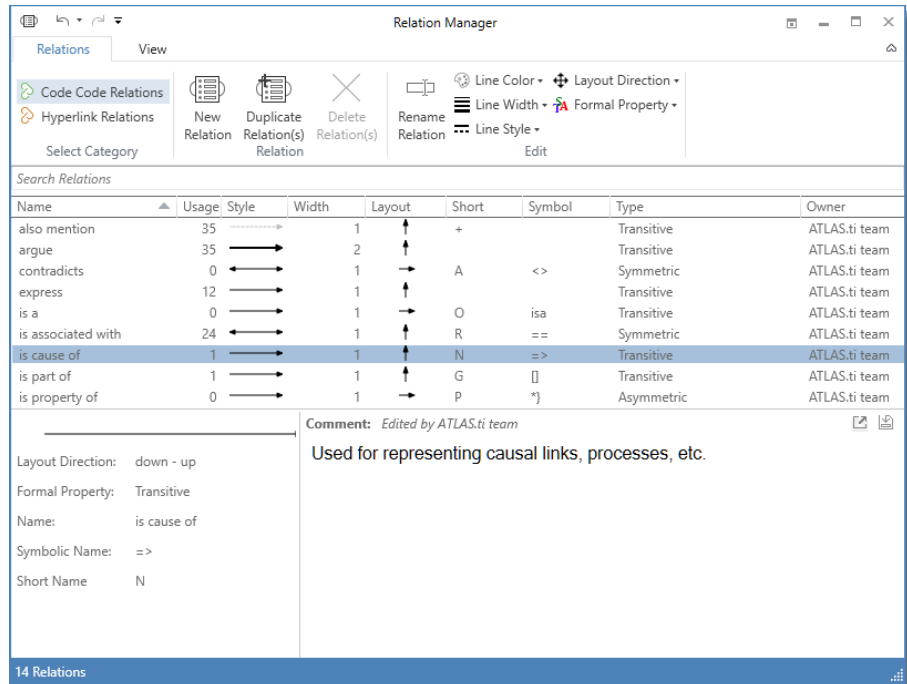 Relation Manager
Relations View
Code Code Relations
Hyperlink Relations
Select Category
New Relation
Duplicate Relation(s)
Delete Relation(s)
Relation
Rename Relation
Line Color Layout Direction
Line Width Formal Property
Line Style
Edit
Search Relations
Name Usage Style Width Layout Short Symbol Type Owner
also mention 35 1 + Transitive ATLAS.ti team
argue 35 2 Transitive ATLAS.ti team
contradicts 0 1 A <> Symmetric ATLAS.ti team
express 12 1 Transitive ATLAS.ti team
is a 0 1 O isa Transitive ATLAS.ti team
is associated with 24 1 R == Symmetric ATLAS.ti team
is cause of 1 1 N => Transitive ATLAS.ti team
is part of 1 1 G [] Transitive ATLAS.ti team
is property of 0 1 P *} Asymmetric ATLAS.ti team
Layout Direction: down - up
Formal Property: Transitive
Name: is cause of
Symbolic Name: =>
Short Name N
Comment: Edited by ATLAS.ti team
Used for representing causal links, processes, etc.
14 Relations